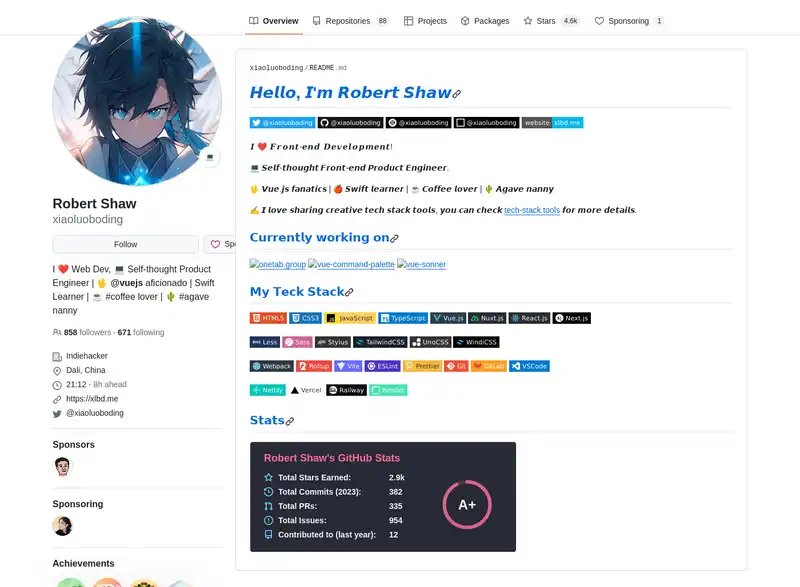 Overview Repositories 88 Projects Packages Stars 4.6k Sponsoring 1
Robert Shaw
xiaoluoboding
Follow
Spo
I ❤️ Web Dev, 💻 Self-thought Product
Engineer | 🖖 @vuejs aficionado | Swift
Learner | ☕ #coffee lover | 🌵 #agave
nanny
858 followers · 671 following
Indiehacker
Dali, China
21:12 - 8h ahead
https://xlbd.me
@xiaoluoboding
Sponsors
Sponsoring
Achievements
xiaoluoboding/README.md
Hello, I'm Robert Shaw
@xiaoluoboding @xiaoluoboding @xiaoluoboding @xiaoluoboding website xlbd.me
I ❤️ Front-end Development!
💻 Self-thought Front-end Product Engineer.
🖖 Vue.js fanatics | 🍎 Swift learner | ☕ Coffee lover | 🌵 Agave nanny
✍️ I love sharing creative tech stack tools, you can check tech-stack.tools for more details.
Currently working on
onetab.group vue-command-palette vue-sonner
My Teck Stack
HTML5 CSS3 JavaScript TypeScript Vue.js Nuxt.js React.js Next.js
Less Sass Stylus TailwindCSS UnoCSS WindiCSS
Webpack Rollup Vite ESLint Prettier Git GitLab VSCode
Netlify Vercel Railway Render
Stats
Robert Shaw's GitHub Stats
Total Stars Earned: 2.9k
Total Commits (2023): 382
Total PRs: 335
Total Issues: 954
Contributed to (last year): 12
A+